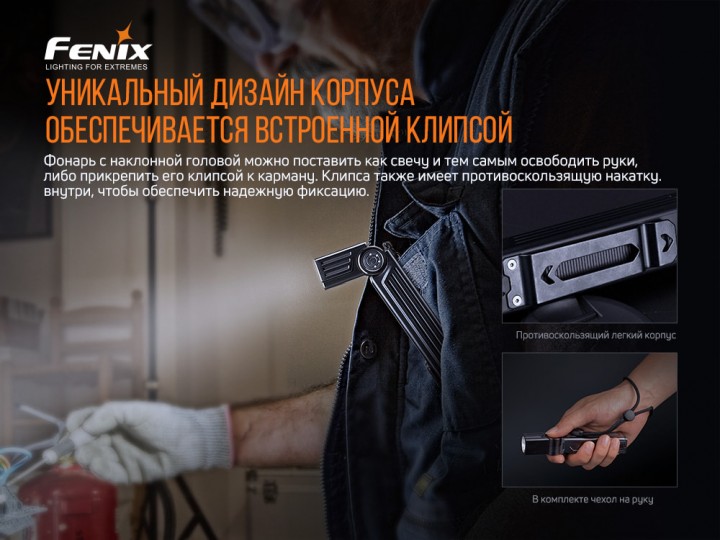 FENIX
LIGHTING FOR EXTREMES
УНИКАЛЬНЫЙ ДИЗАЙН КОРПУСА
ОБЕСПЕЧИВАЕТСЯ ВСТРОЕННОЙ КЛИПСОЙ
Фонарь с наклонной головой можно поставить как свечу и тем самым освободить руки,
либо прикрепить его клипсой к карману. Клипса также имеет противоскользящую накатку.
внутри, чтобы обеспечить надежную фиксацию.
Противоскользящий легкий корпус
В комплекте чехол на руку